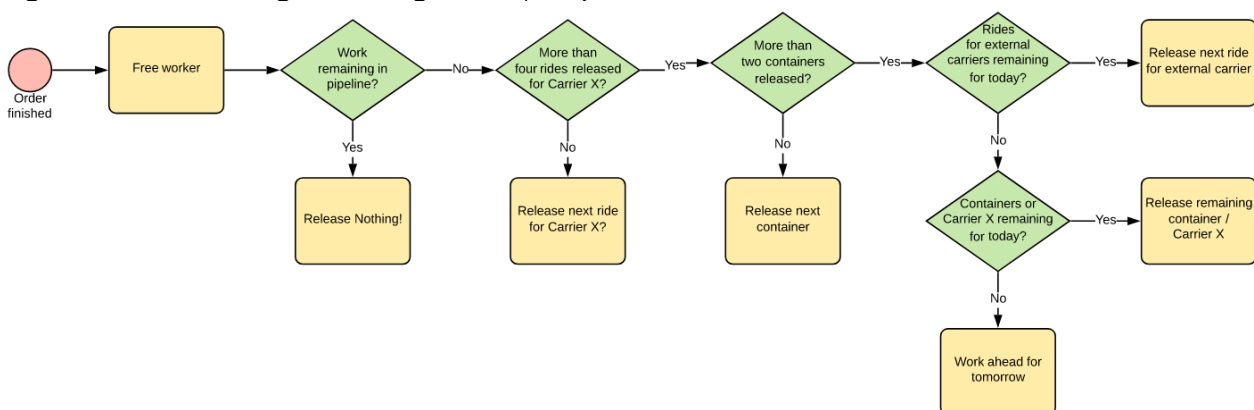 Order
finished
Free worker
Work
remaining in
pipeline?
No
Yes
Release Nothing!
More than
four rides released
for Carrier X?
Yes
No
Release next ride
for Carrier X?
More than
two containers
released?
Yes
No
Release next
container
Rides
for external
carriers remaining
for today?
Yes
Release next ride
for external carrier
No
Containers or
Carrier X remaining
for today?
Yes
Release remaining
container /
Carrier X
No
Work ahead for
tomorrow